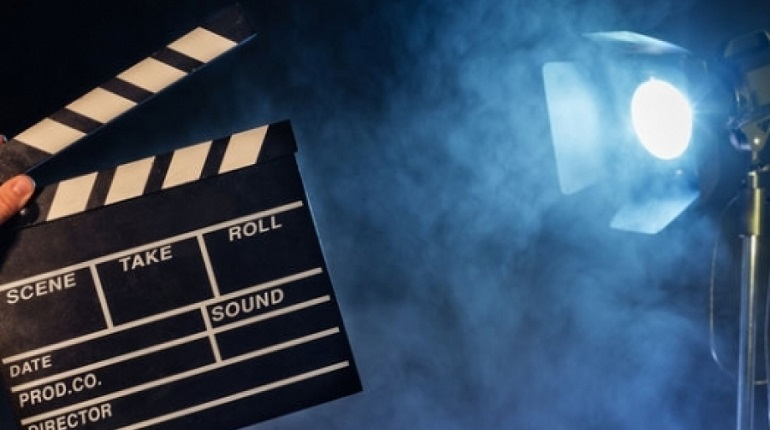 SCENE TAKE ROLL
SOUND
DATE
PROD.CO.
DIRECTOR